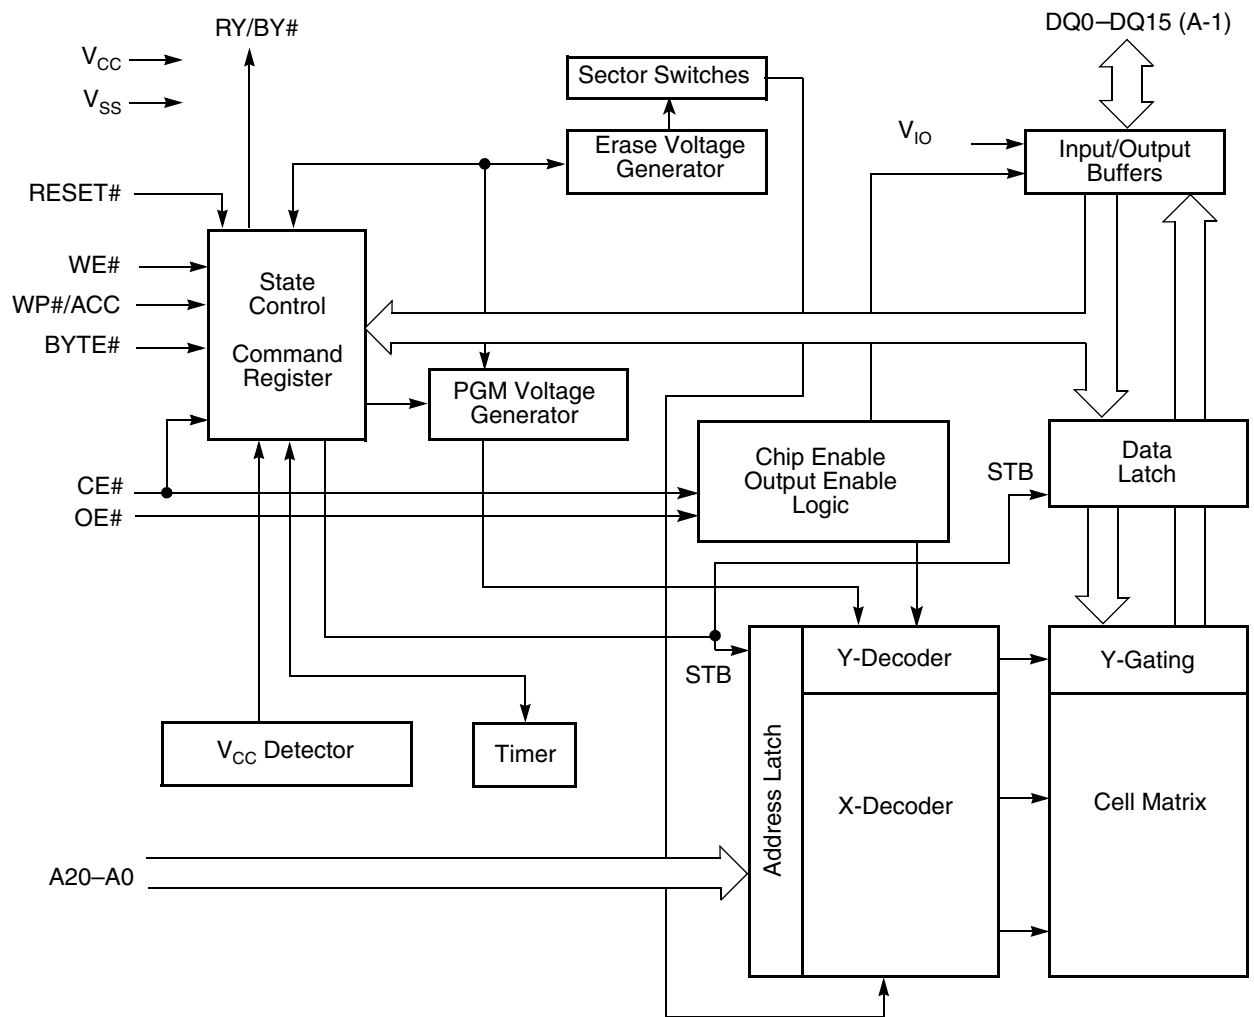 RY/BY#
DQ0–DQ15 (A-1)
VCC
VSS
Sector Switches
Erase Voltage
Generator
VIO
Input/Output
Buffers
RESET#
WE#
WP#/ACC
BYTE#
State
Control
Command
Register
PGM Voltage
Generator
CE#
OE#
Chip Enable
Output Enable
Logic
STB
Data
Latch
STB
Address Latch
Y-Decoder
Y-Gating
VCC Detector
Timer
X-Decoder
Cell Matrix
A20–A0